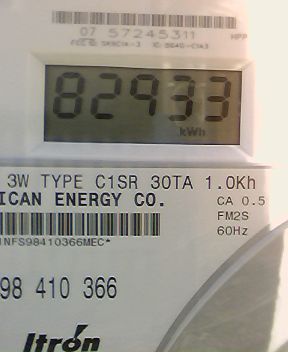 07 57245311
82933
kWh
3W TYPE C1SR 30TA 1.0Kh
ICAN ENERGY CO.
CA 0.5
FM2S
60Hz
INFS98410366MEC*
98 410 366
Itron